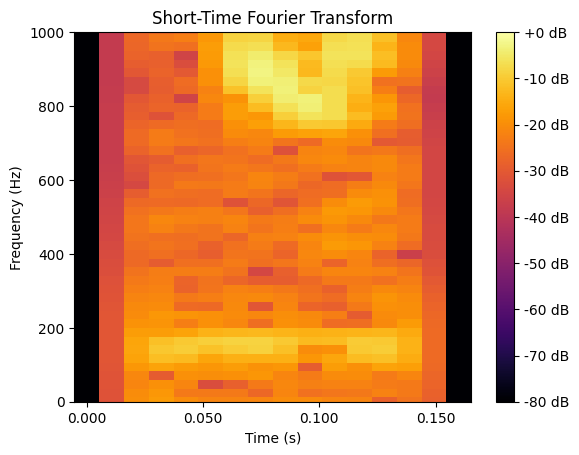 Short-Time Fourier Transform
1000
800
600
400
200
0
Frequency (Hz)
0.000
0.050
0.100
0.150
Time (s)
+0 dB
-10 dB
-20 dB
-30 dB
-40 dB
-50 dB
-60 dB
-70 dB
-80 dB